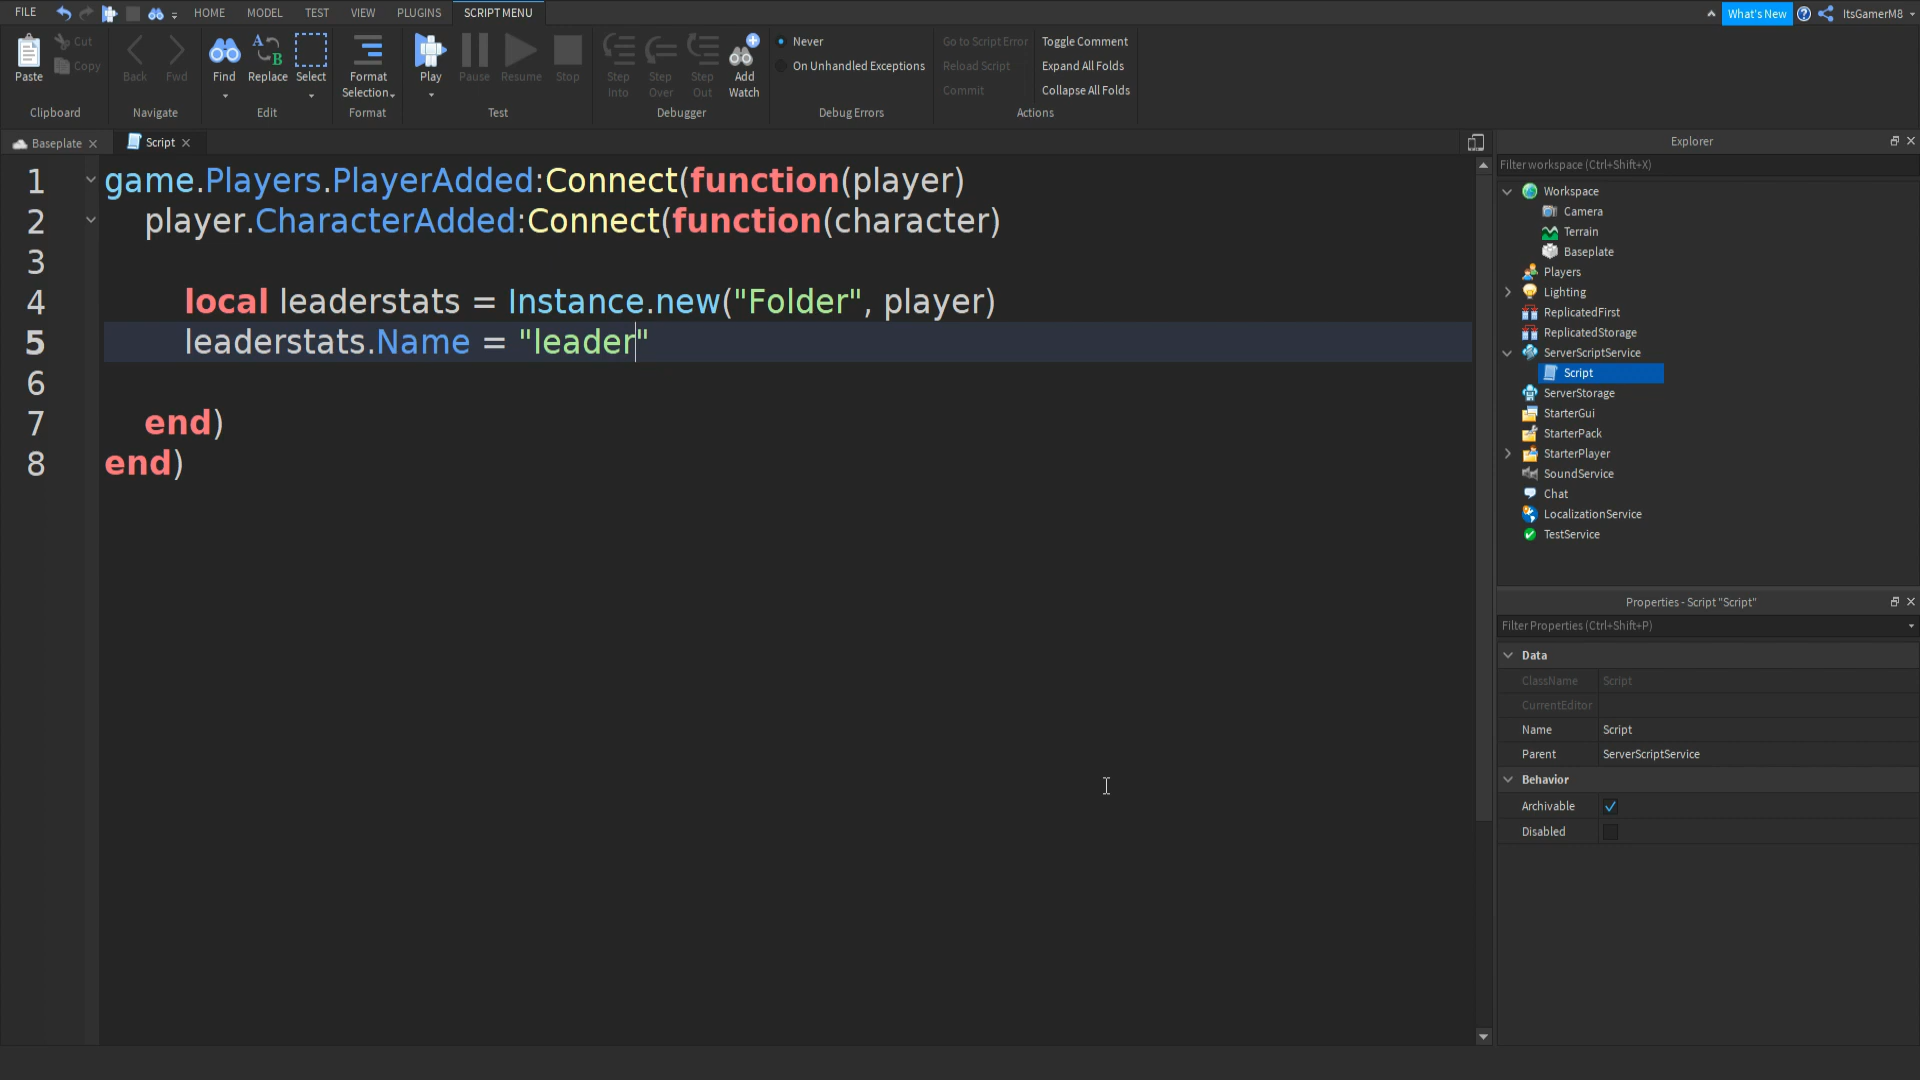 FILE HOME MODEL TEST VIEW PLUGINS SCRIPT MENU What's New ItsGamerM8
Paste Cut Copy Back Fwd Find Replace Select Format Selection Play Pause Resume Stop Step Into Step Over Step Out Add Watch
Never
On Unhandled Exceptions
Go to Script Error
Reload Script
Commit
Toggle Comment
Expand All Folds
Collapse All Folds
Clipboard Navigate Edit Format Test Debugger Debug Errors Actions
Baseplate Script
1 game.Players.PlayerAdded:Connect(function(player)
2 player.CharacterAdded:Connect(function(character)
3
4 local leaderstats = Instance.new("Folder", player)
5 leaderstats.Name = "leader"
6
7 end)
8 end)
Explorer
Filter workspace (Ctrl+Shift+X)
Workspace
Camera
Terrain
Baseplate
Players
Lighting
ReplicatedFirst
ReplicatedStorage
ServerScriptService
Script
ServerStorage
StarterGui
StarterPack
StarterPlayer
SoundService
Chat
LocalizationService
TestService
Properties - Script "Script"
Filter Properties (Ctrl+Shift+P)
Data
ClassName Script
CurrentEditor
Name Script
Parent ServerScriptService
Behavior
Archivable
Disabled